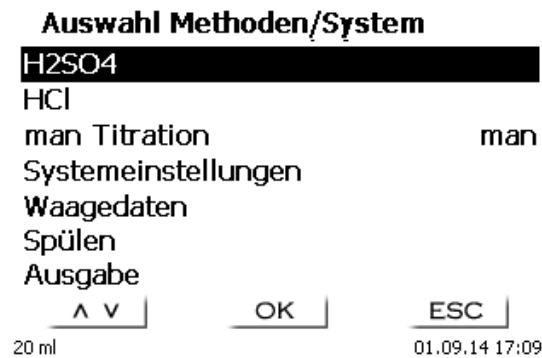 Auswahl Methoden/System
H2SO4
HCl
man Titration man
Systemeinstellungen
Waagedaten
Spülen
Ausgabe
∧ ∨ OK ESC
20 ml 01.09.14 17:09